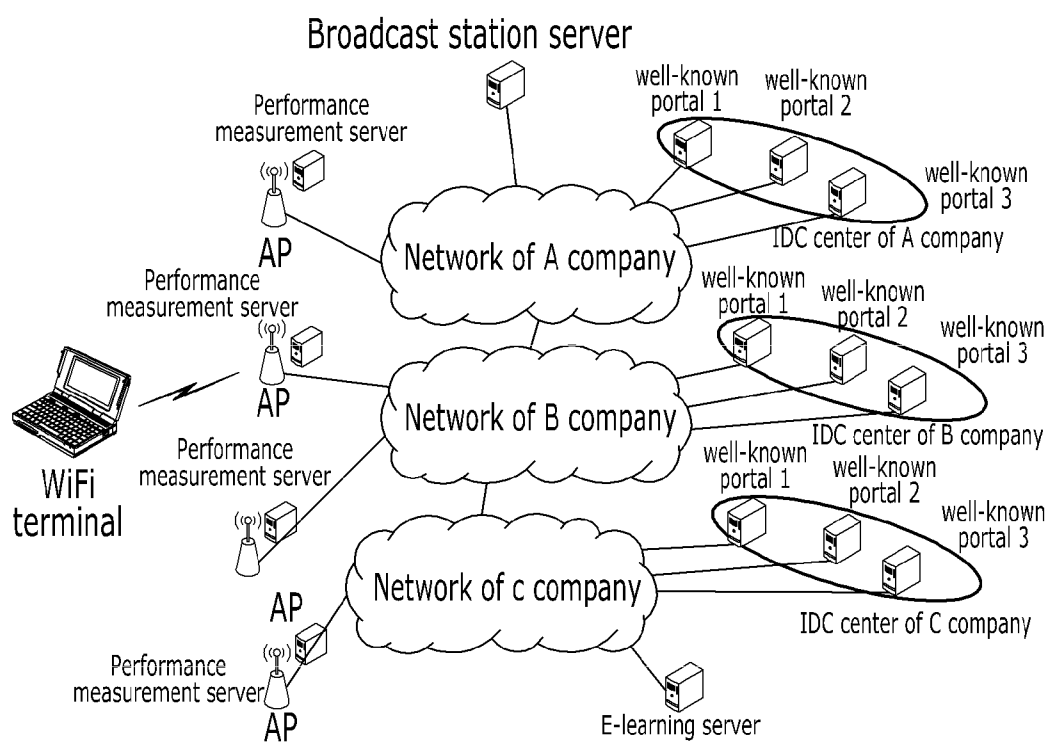 Broadcast station server
well-known
portal 1
well-known
portal 2
well-known
portal 3
IDC center of A company
Performance
measurement server
AP
Network of A company
Performance
measurement server
AP
well-known
portal 1
well-known
portal 2
well-known
portal 3
IDC center of B company
Network of B company
WiFi
terminal
Performance
measurement server
AP
well-known
portal 1
well-known
portal 2
well-known
portal 3
IDC center of C company
Network of c company
Performance
measurement server
AP
E-learning server